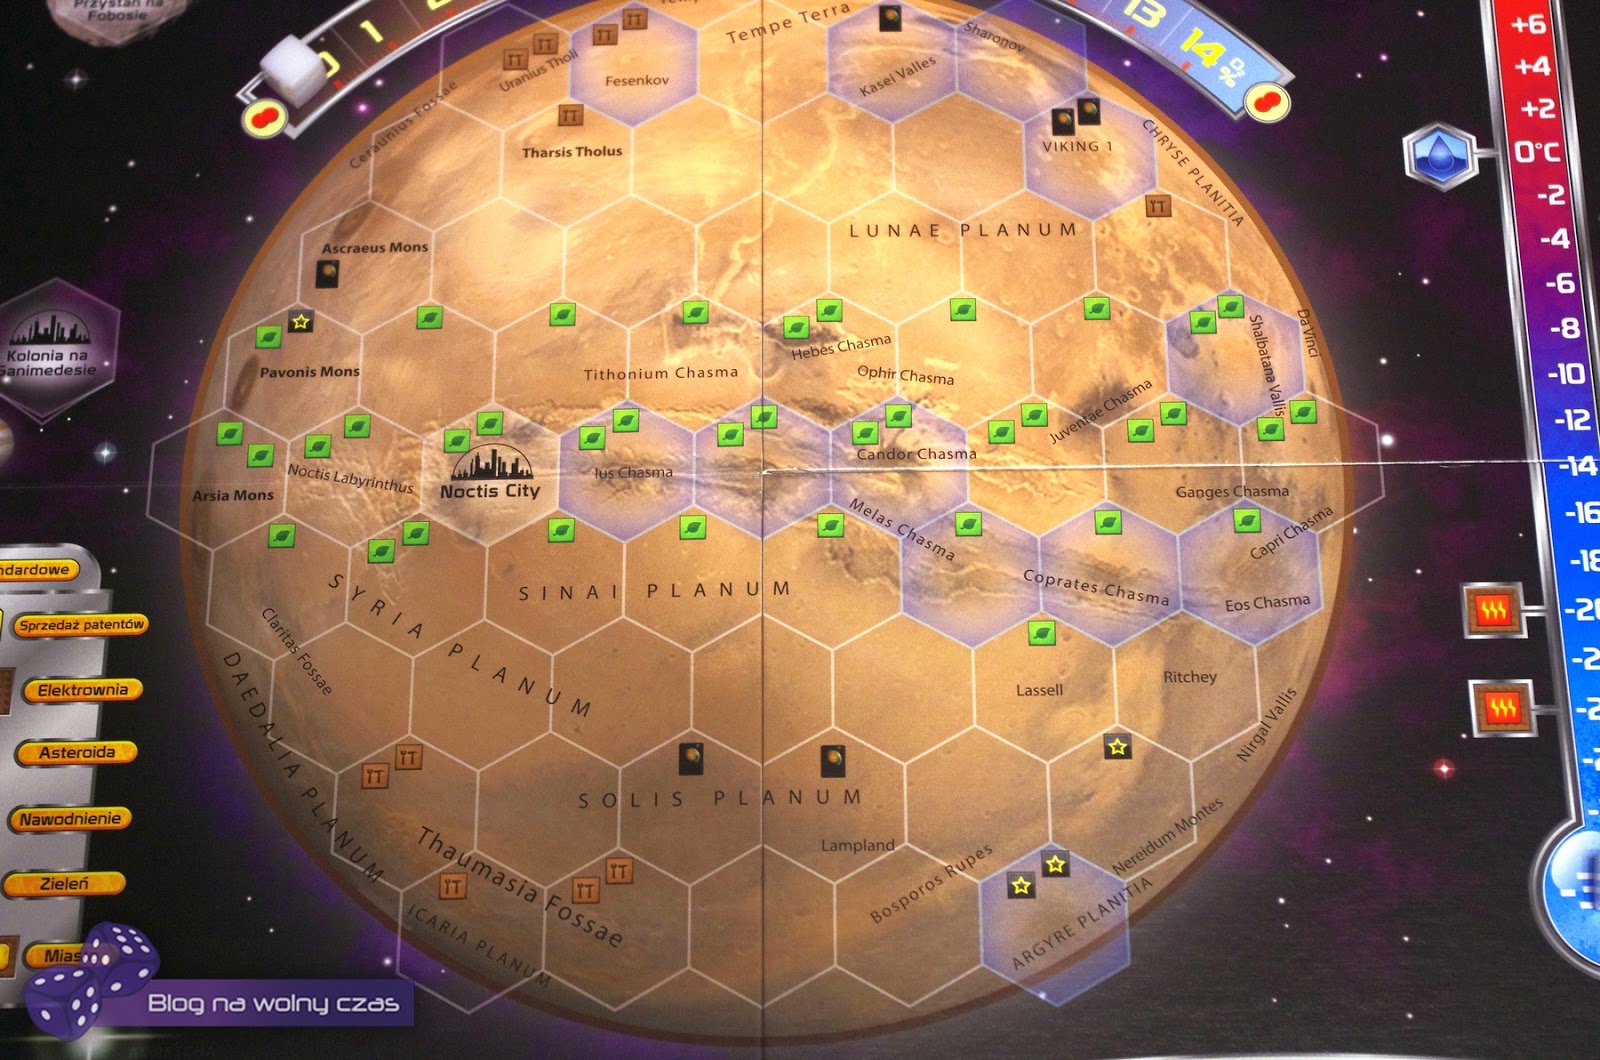 Przystań na
Fobosie
0
1
13
14
%
O2
+6
+4
+2
0°C
-2
-4
-6
-8
-10
-12
-14
-16
Tempe Terra
Sharonov
Uranius Tholi
Fesenkov
Kasei Valles
Ceraunius Fossae
Tharsis Tholus
VIKING 1
CHRYSE PLANITIA
LUNAE PLANUM
Ascraeus Mons
Kolonia na
Ganimedesie
Pavonis Mons
Tithonium Chasma
Hebes Chasma
Ophir Chasma
Juventae Chasma
Shalbatana Vallis
Da Vinci
Arsia Mons
Noctis Labyrinthus
Noctis City
Ius Chasma
Candor Chasma
Ganges Chasma
Melas Chasma
Capri Chasma
SYRIA PLANUM
SINAI PLANUM
Coprates Chasma
Eos Chasma
Claritas Fossae
DAEDALIA PLANUM
Lassell
Ritchey
Nirgal Vallis
SOLIS PLANUM
Thaumasia Fossae
Lampland
Bosporos Rupes
Nereidum Montes
ICARIA PLANUM
ARGYRE PLANITIA
Sprzedaż patentów
Elektrownia
Asteroida
Nawodnienie
Zieleń
Blog na wolny czas